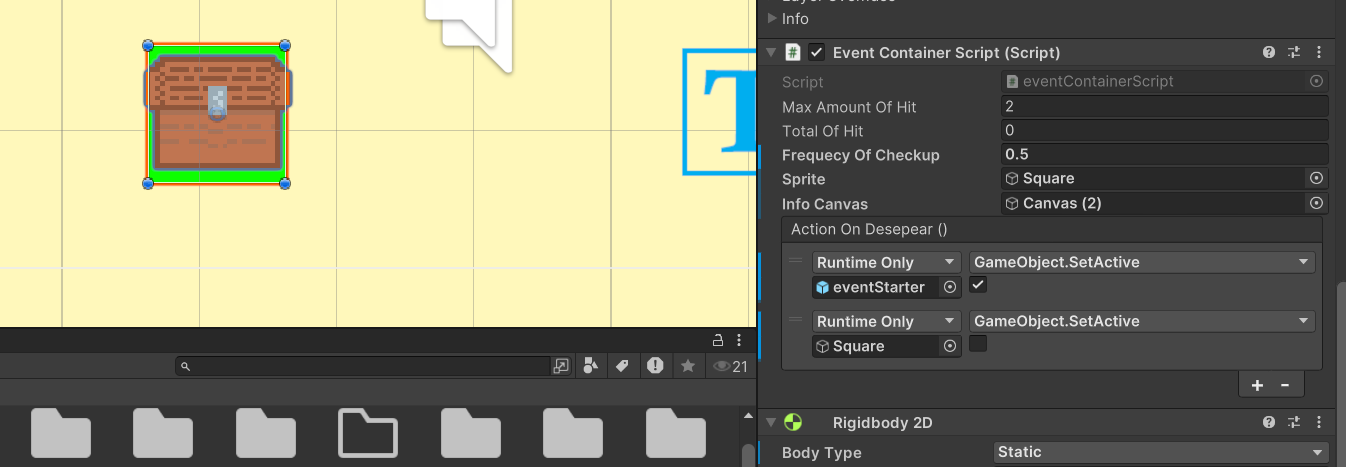 Info
Event Container Script (Script)
Script eventContainerScript
Max Amount Of Hit 2
Total Of Hit 0
Frequecy Of Checkup 0.5
Sprite Square
Info Canvas Canvas (2)
Action On Desepear ()
Runtime Only GameObject.SetActive
eventStarter
Runtime Only GameObject.SetActive
Square
+ -
Rigidbody 2D
Body Type Static
T
21